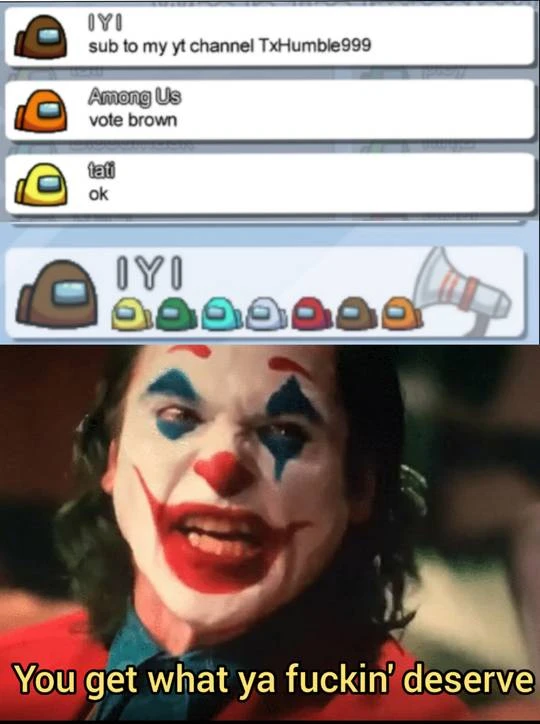 IYI
sub to my yt channel TxHumble999
Among Us
vote brown
tati
ok
IYI
You get what ya fuckin' deserve